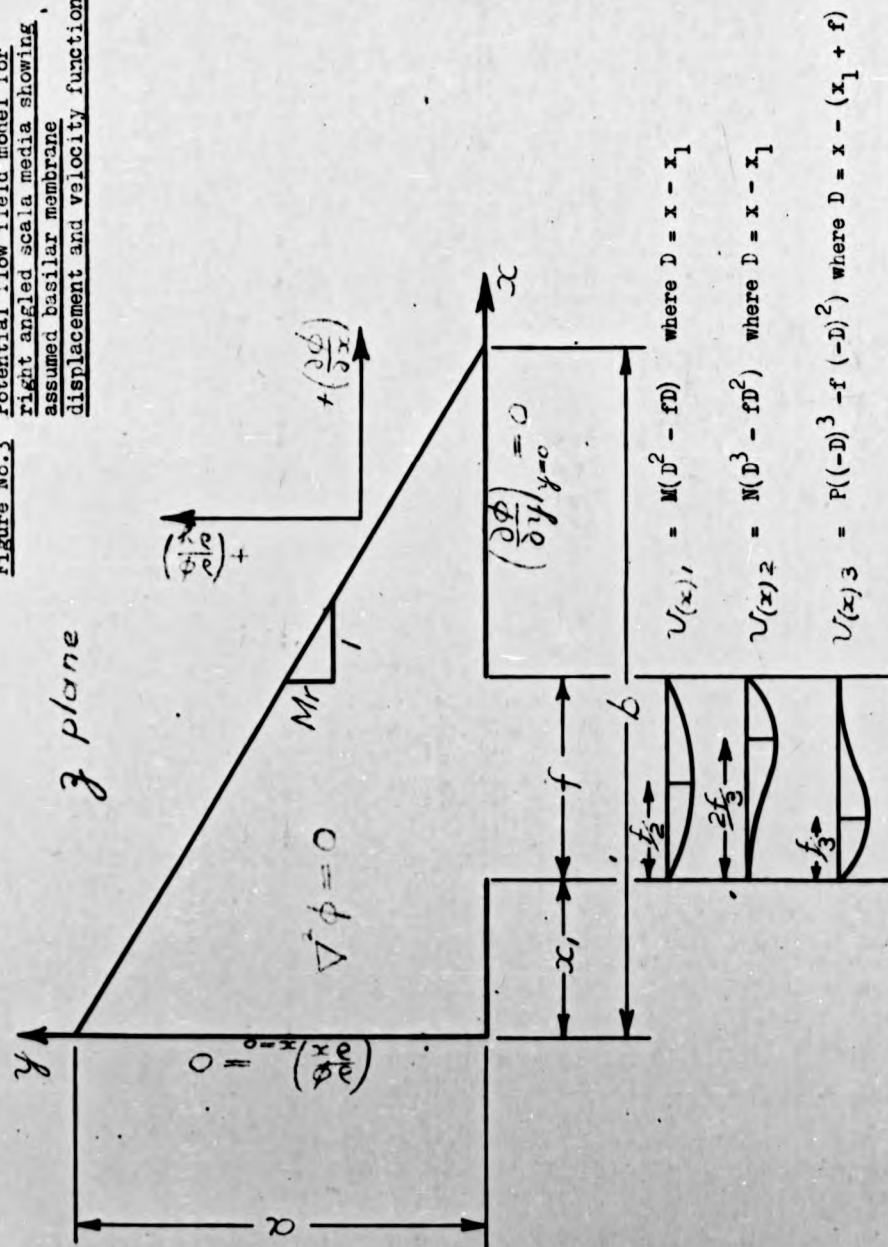 Figure No.3 Potential flow field model for
right angled scala media showing
assumed basilar membrane ,
displacement and velocity function
z plane
y
+(∂φ/∂y)
+(∂φ/∂x)
Mr
1
(∂φ/∂x)x=0 = 0
∇²φ = 0
(∂φ/∂y)y=0 = 0
x
a
x₁
f
b
f/2
V(x)1 = M(D² - fD) where D = x - x₁
2f/3
V(x)2 = N(D³ - fD²) where D = x - x₁
f/3
V(x)3 = P((-D)³ -f (-D)²) where D = x - (x₁ + f)